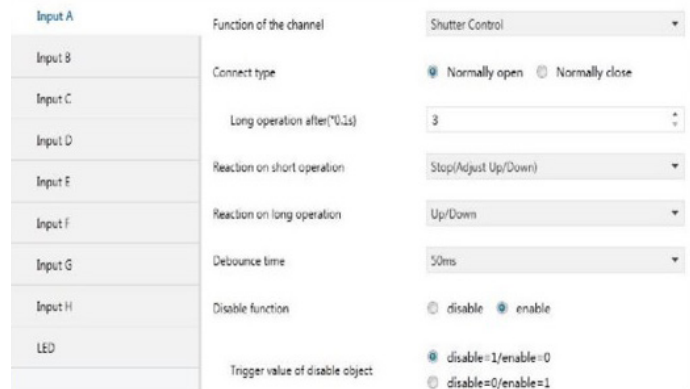 Input A
Input B
Input C
Input D
Input E
Input F
Input G
Input H
LED
Function of the channel Shutter Control
Connect type Normally open Normally close
Long operation after(*0.1s) 3
Reaction on short operation Stop(Adjust Up/Down)
Reaction on long operation Up/Down
Debounce time 50ms
Disable function disable enable
Trigger value of disable object disable=1/enable=0
disable=0/enable=1